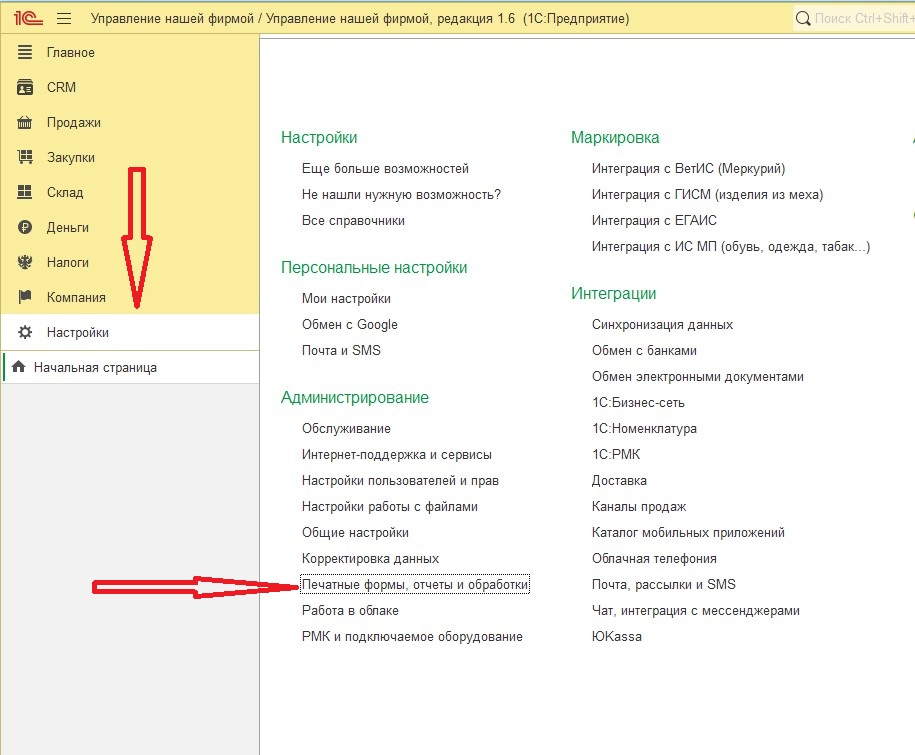 1С Управление нашей фирмой / Управление нашей фирмой, редакция 1.6 (1С:Предприятие)
Поиск Ctrl+Shift+
Главное
CRM
Продажи
Закупки
Склад
Деньги
Налоги
Компания
Настройки
Начальная страница
Настройки
Еще больше возможностей
Не нашли нужную возможность?
Все справочники
Персональные настройки
Мои настройки
Обмен с Google
Почта и SMS
Администрирование
Обслуживание
Интернет-поддержка и сервисы
Настройки пользователей и прав
Настройки работы с файлами
Общие настройки
Корректировка данных
Печатные формы, отчеты и обработки
Работа в облаке
РМК и подключаемое оборудование
Маркировка
Интеграция с ВетИС (Меркурий)
Интеграция с ГИСМ (изделия из меха)
Интеграция с ЕГАИС
Интеграция с ИС МП (обувь, одежда, табак...)
Интеграции
Синхронизация данных
Обмен с банками
Обмен электронными документами
1С:Бизнес-сеть
1С:Номенклатура
1С:РМК
Доставка
Каналы продаж
Каталог мобильных приложений
Облачная телефония
Почта, рассылки и SMS
Чат, интеграция с мессенджерами
ЮKassa